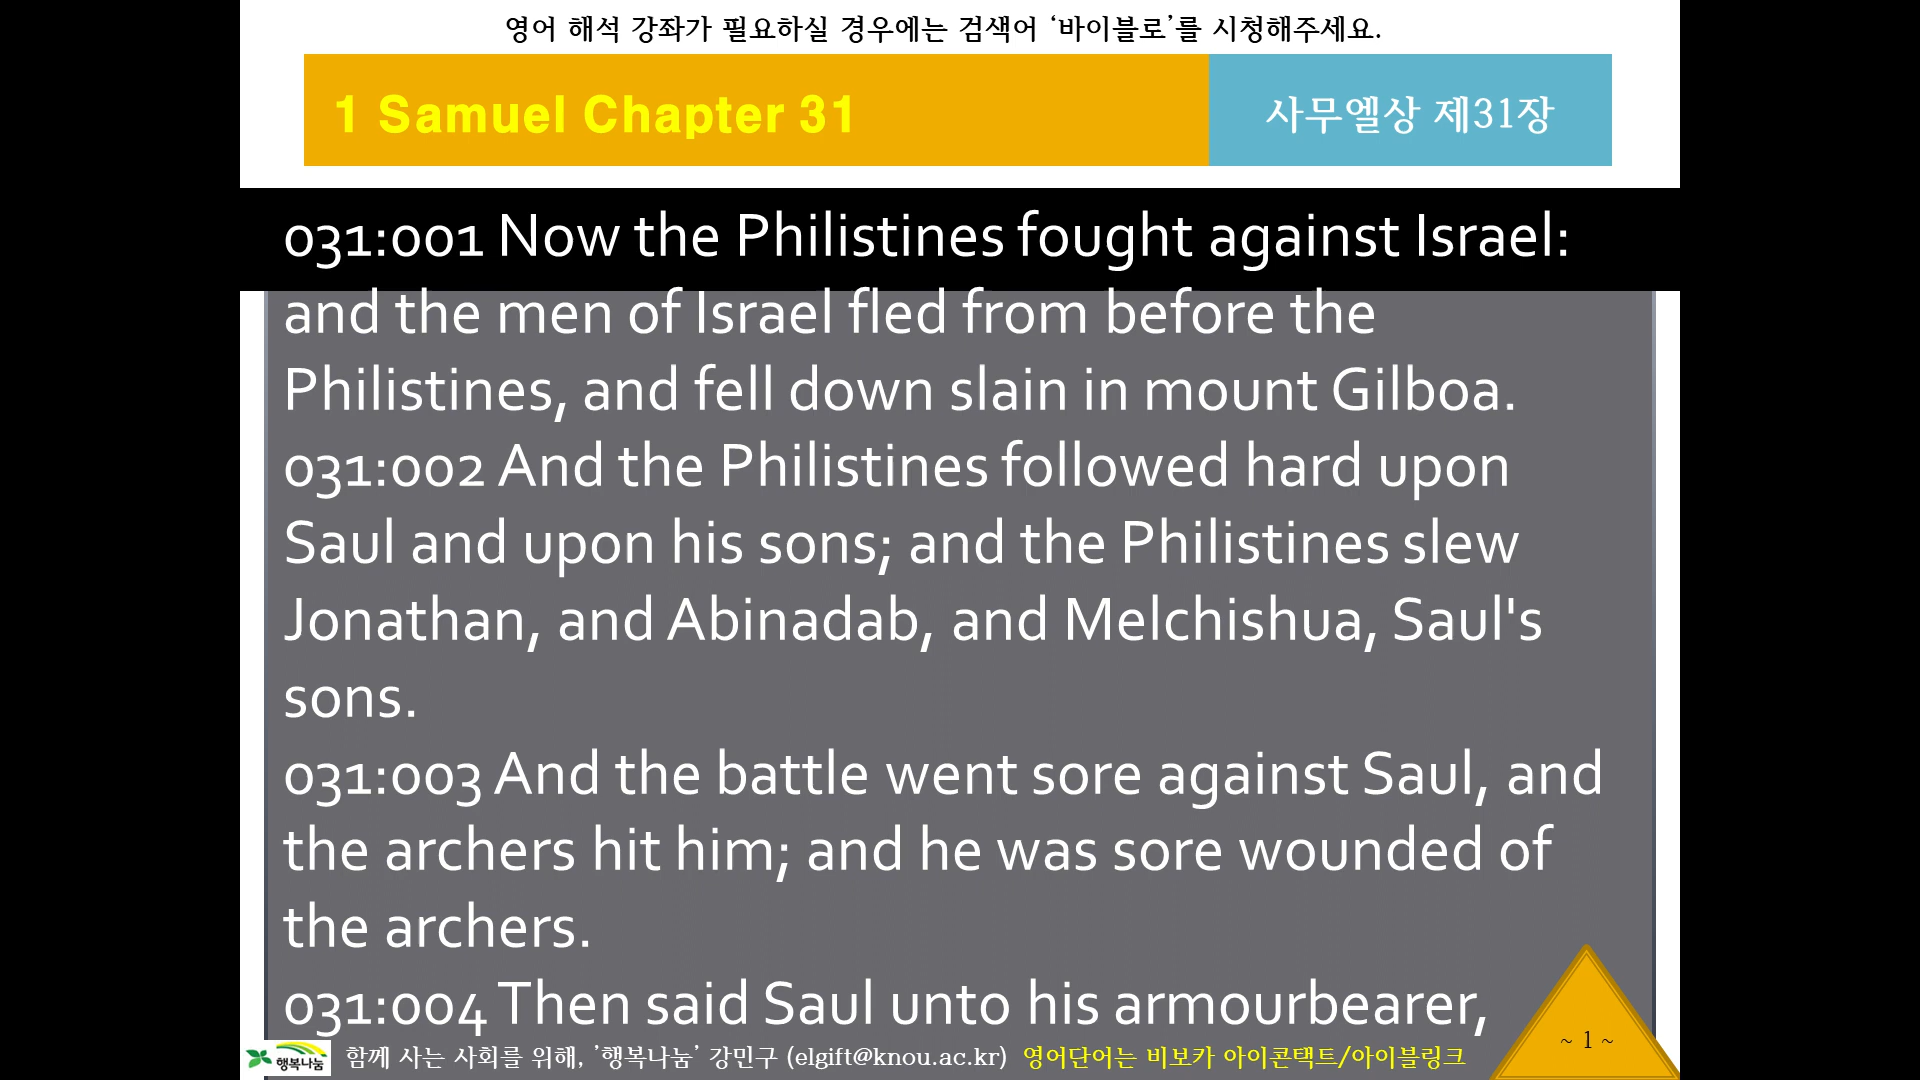 영어 해석 강좌가 필요하실 경우에는 검색어 ‘바이블로’를 시청해주세요.
1 Samuel Chapter 31
사무엘상 제31장
031:001 Now the Philistines fought against Israel:
and the men of Israel fled from before the
Philistines, and fell down slain in mount Gilboa.
031:002 And the Philistines followed hard upon
Saul and upon his sons; and the Philistines slew
Jonathan, and Abinadab, and Melchishua, Saul's
sons.
031:003 And the battle went sore against Saul, and
the archers hit him; and he was sore wounded of
the archers.
031:004 Then said Saul unto his armourbearer,
~ 1 ~
행복나눔
함께 사는 사회를 위해, ’행복나눔’ 강민구 (elgift@knou.ac.kr) 영어단어는 비보카 아이콘택트/아이블링크